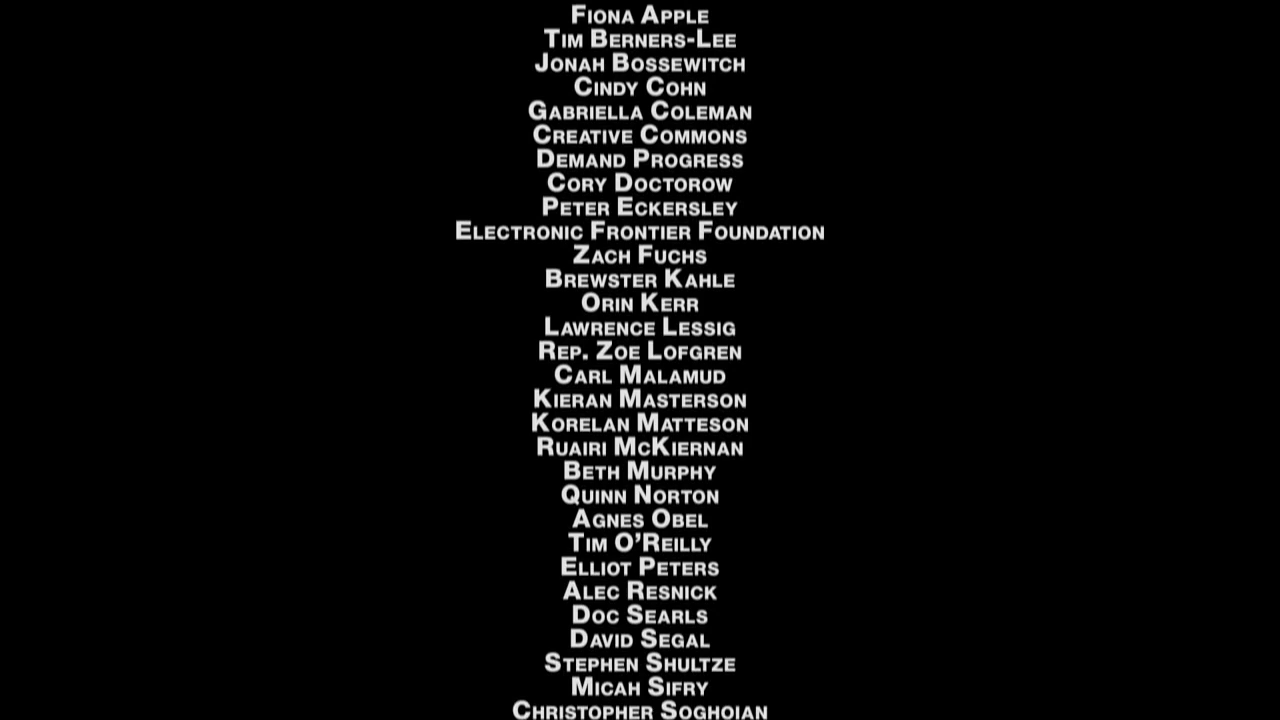 Fiona Apple
Tim Berners-Lee
Jonah Bossewitch
Cindy Cohn
Gabriella Coleman
Creative Commons
Demand Progress
Cory Doctorow
Peter Eckersley
Electronic Frontier Foundation
Zach Fuchs
Brewster Kahle
Orin Kerr
Lawrence Lessig
Rep. Zoe Lofgren
Carl Malamud
Kieran Masterson
Korelan Matteson
Ruairi McKiernan
Beth Murphy
Quinn Norton
Agnes Obel
Tim O’Reilly
Elliot Peters
Alec Resnick
Doc Searls
David Segal
Stephen Shultze
Micah Sifry
Christopher Soghoian